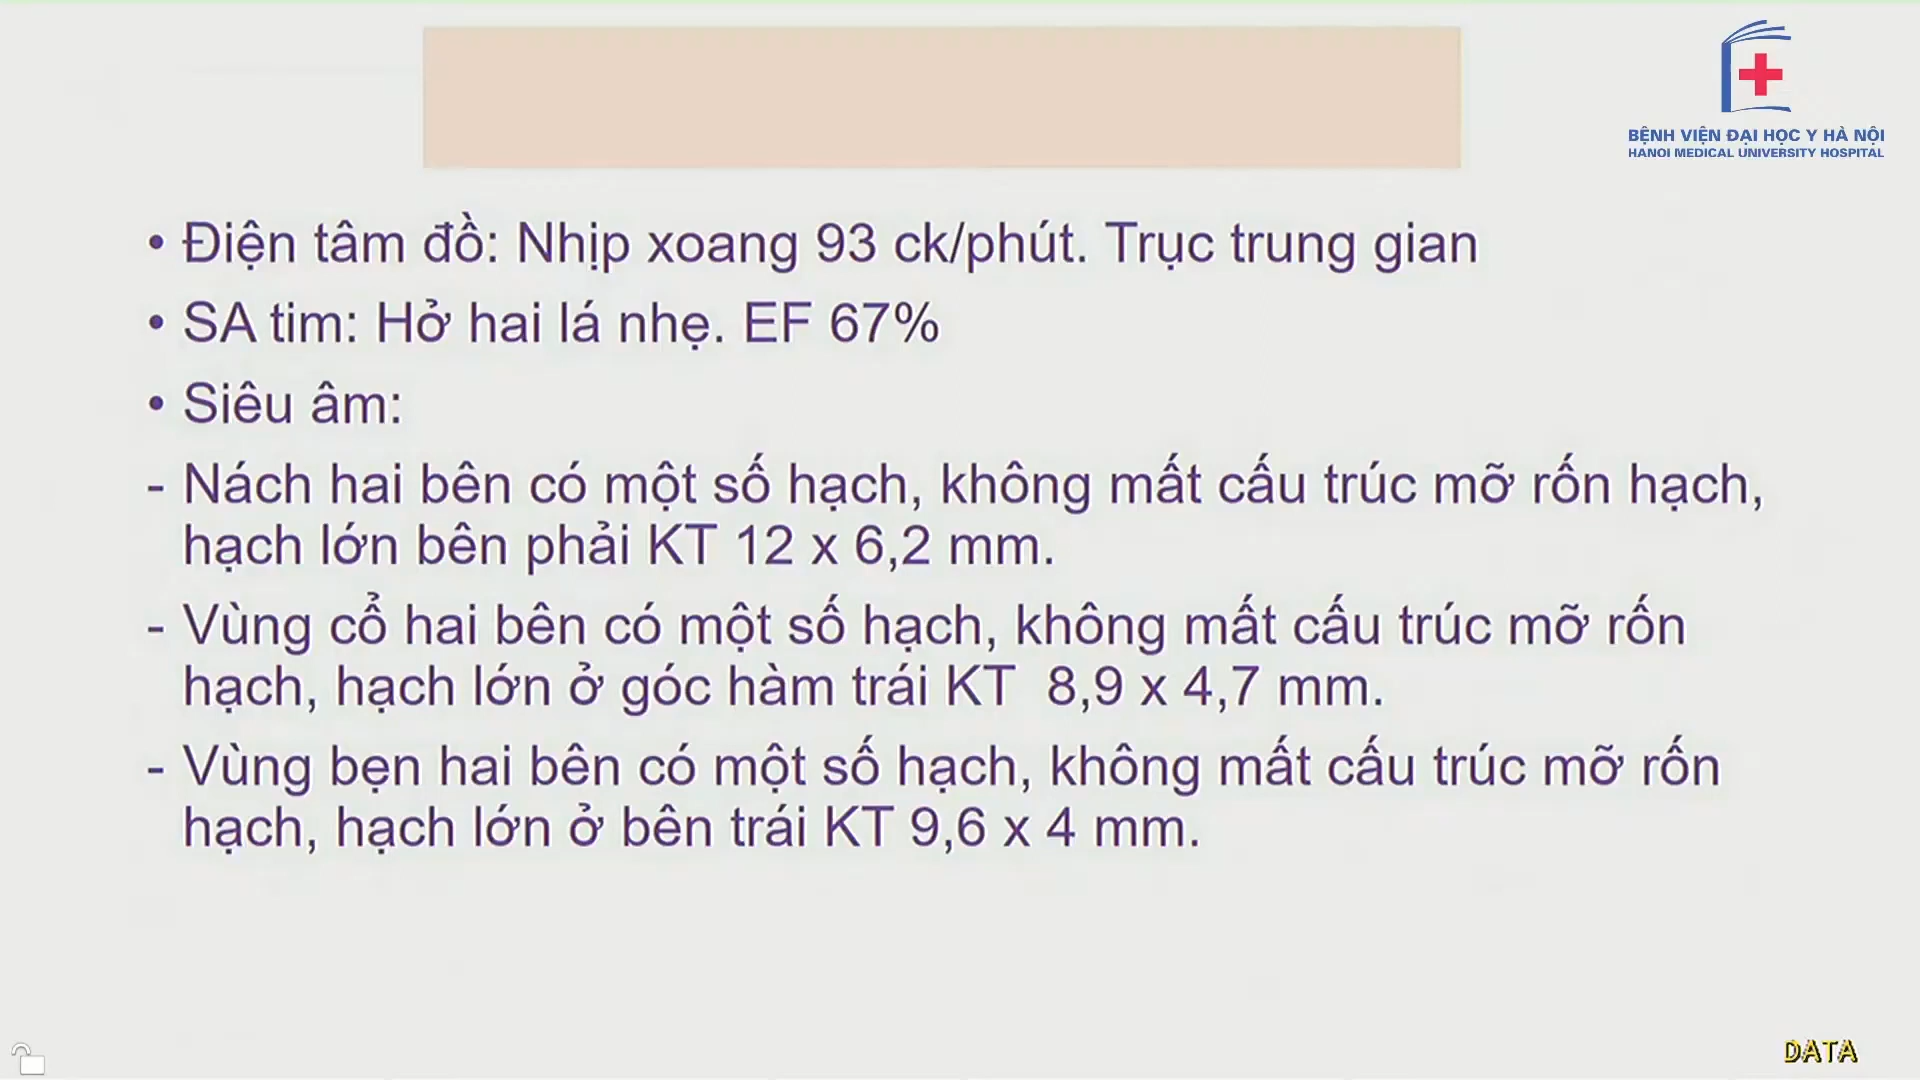 BỆNH VIỆN ĐẠI HỌC Y HÀ NỘI
HANOI MEDICAL UNIVERSITY HOSPITAL
• Điện tâm đồ: Nhịp xoang 93 ck/phút. Trục trung gian
• SA tim: Hở hai lá nhẹ. EF 67%
• Siêu âm:
- Nách hai bên có một số hạch, không mất cấu trúc mỡ rốn hạch,
hạch lớn bên phải KT 12 x 6,2 mm.
- Vùng cổ hai bên có một số hạch, không mất cấu trúc mỡ rốn
hạch, hạch lớn ở góc hàm trái KT 8,9 x 4,7 mm.
- Vùng bẹn hai bên có một số hạch, không mất cấu trúc mỡ rốn
hạch, hạch lớn ở bên trái KT 9,6 x 4 mm.
DATA